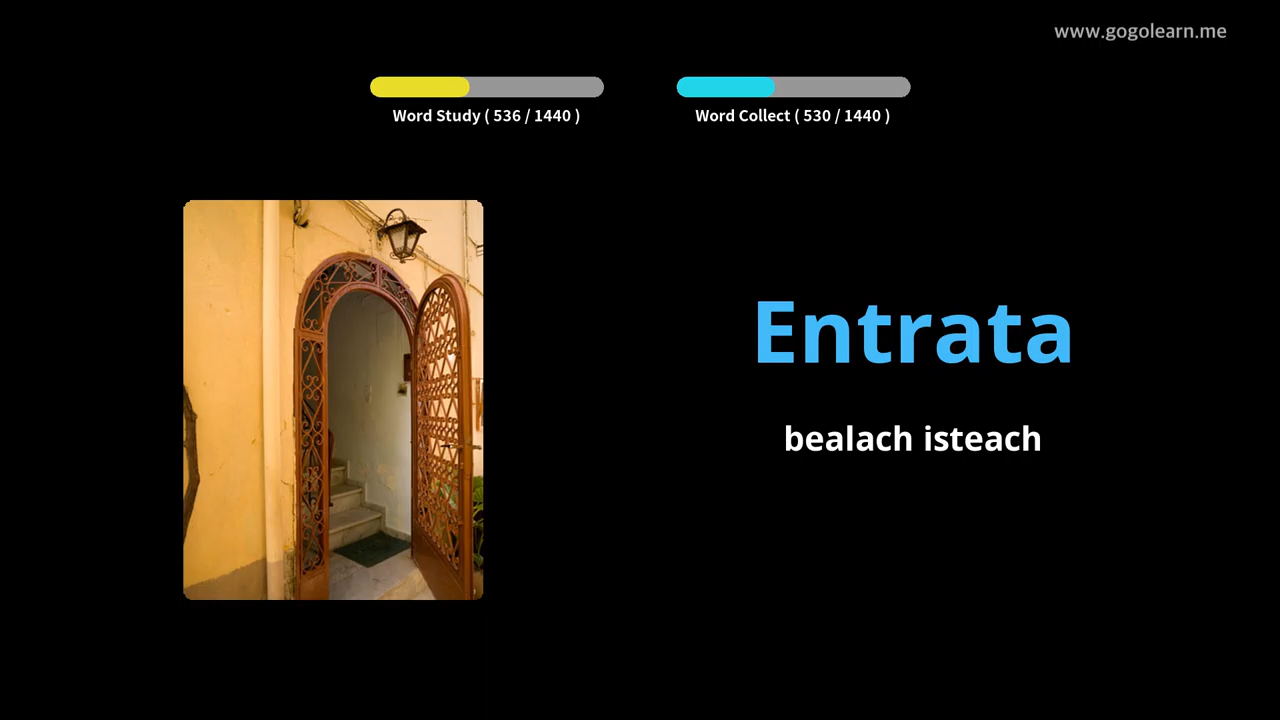 www.gogolearn.me
Word Study ( 536 / 1440 )
Word Collect ( 530 / 1440 )
Entrata
bealach isteach